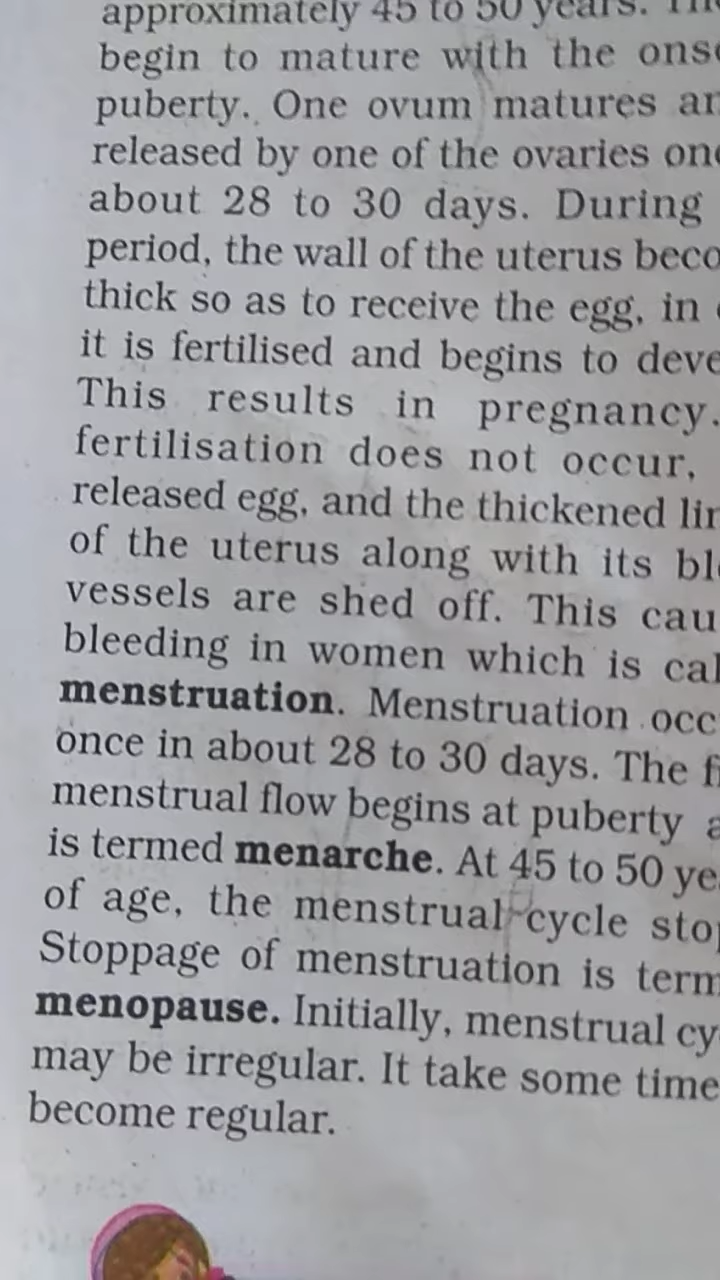 approximately 45 to 50 years.
begin to mature with the
puberty. One ovum matures
released by one of the ovaries
about 28 to 30 days. During
period, the wall of the uterus
thick so as to receive the egg, in
it is fertilised and begins to
This results in pregnancy.
fertilisation does not occur,
released egg, and the thickened
of the uterus along with its
vessels are shed off. This
bleeding in women which is
menstruation. Menstruation
once in about 28 to 30 days. The
menstrual flow begins at puberty
is termed menarche. At 45 to 50
of age, the menstrual cycle
Stoppage of menstruation is
menopause. Initially, menstrual
may be irregular. It take some time
become regular.